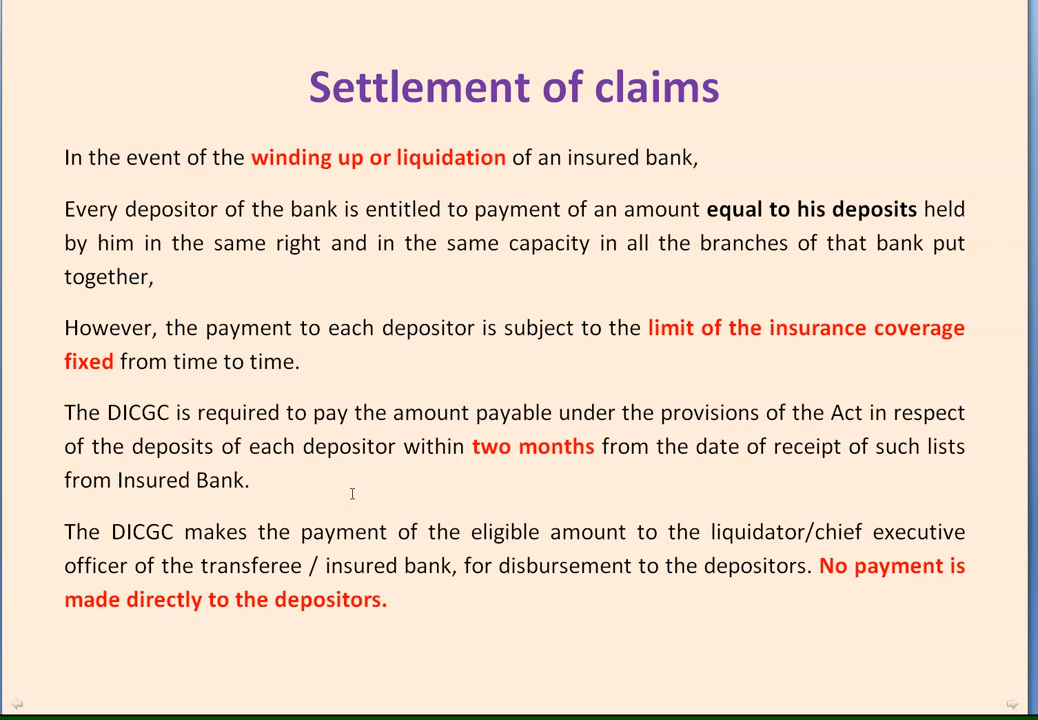 Settlement of claims
In the event of the winding up or liquidation of an insured bank,
Every depositor of the bank is entitled to payment of an amount equal to his deposits held
by him in the same right and in the same capacity in all the branches of that bank put
together,
However, the payment to each depositor is subject to the limit of the insurance coverage
fixed from time to time.
The DICGC is required to pay the amount payable under the provisions of the Act in respect
of the deposits of each depositor within two months from the date of receipt of such lists
from Insured Bank.
The DICGC makes the payment of the eligible amount to the liquidator/chief executive
officer of the transferee / insured bank, for disbursement to the depositors. No payment is
made directly to the depositors.